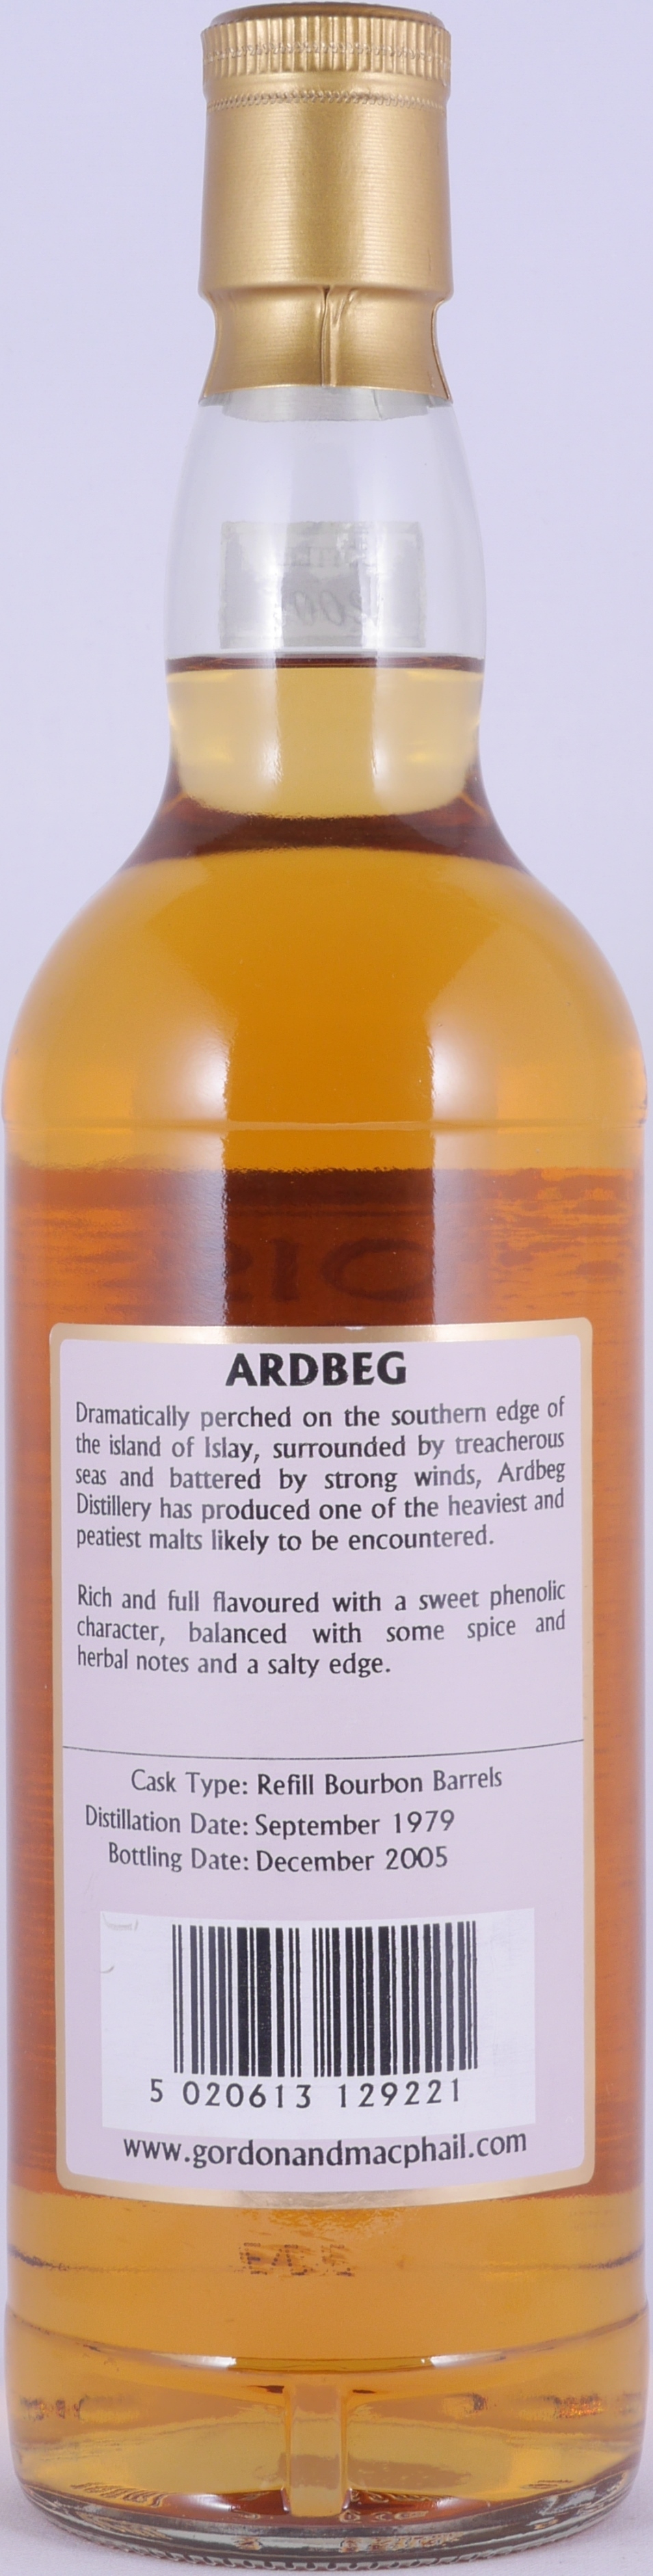 ARDBEG
Dramatically perched on the southern edge of
the island of Islay, surrounded by treacherous
seas and battered by strong winds, Ardbeg
Distillery has produced one of the heaviest and
peatiest malts likely to be encountered.
Rich and full flavoured with a sweet phenolic
character, balanced with some spice and
herbal notes and a salty edge.
Cask Type: Refill Bourbon Barrels
Distillation Date: September 1979
Bottling Date: December 2005
5 020613 129221
www.gordonandmacphail.com